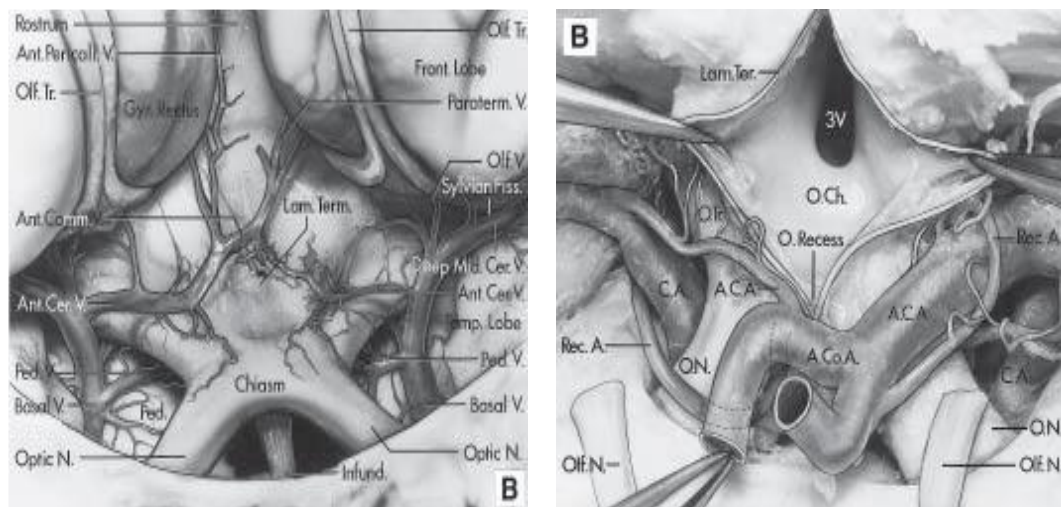 Rostrum
Ant. Pericall. V.
Olf. Tr.
Gyr. Rectus
Olf. Tr.
Front. Lobe
Paraterm. V.
Olf. V.
Sylvian Fiss.
Ant. Comm.
Lam. Term.
Deep Mid. Cer. V.
Ant. Cer. V.
Ant. Cer. V.
Temp. Lobe
Ped. V.
Ped. V.
Chiasm
Basal V.
Ped.
Basal V.
Optic N.
Infund.
Optic N.
B
B
Lam. Ter.
3V
O. Tr.
O. Ch.
O. Recess
Rec. A.
C.A.
A.C.A.
A.C.A.
Rec. A.
A.Co.A.
O.N.
C.A.
O.N.
Olf. N.
Olf. N.